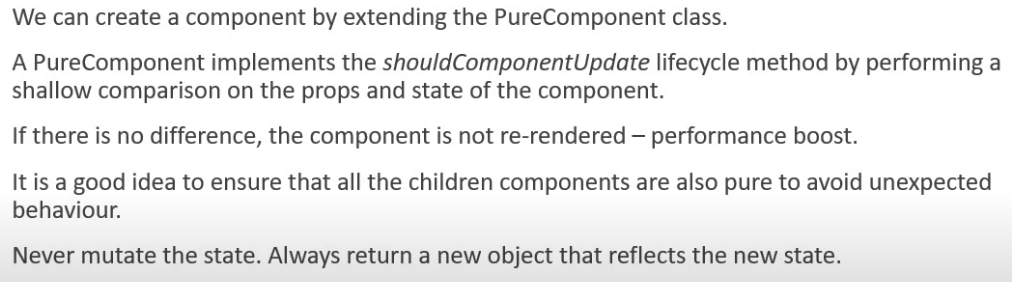 We can create a component by extending the PureComponent class.
A PureComponent implements the shouldComponentUpdate lifecycle method by performing a
shallow comparison on the props and state of the component.
If there is no difference, the component is not re-rendered – performance boost.
It is a good idea to ensure that all the children components are also pure to avoid unexpected
behaviour.
Never mutate the state. Always return a new object that reflects the new state.